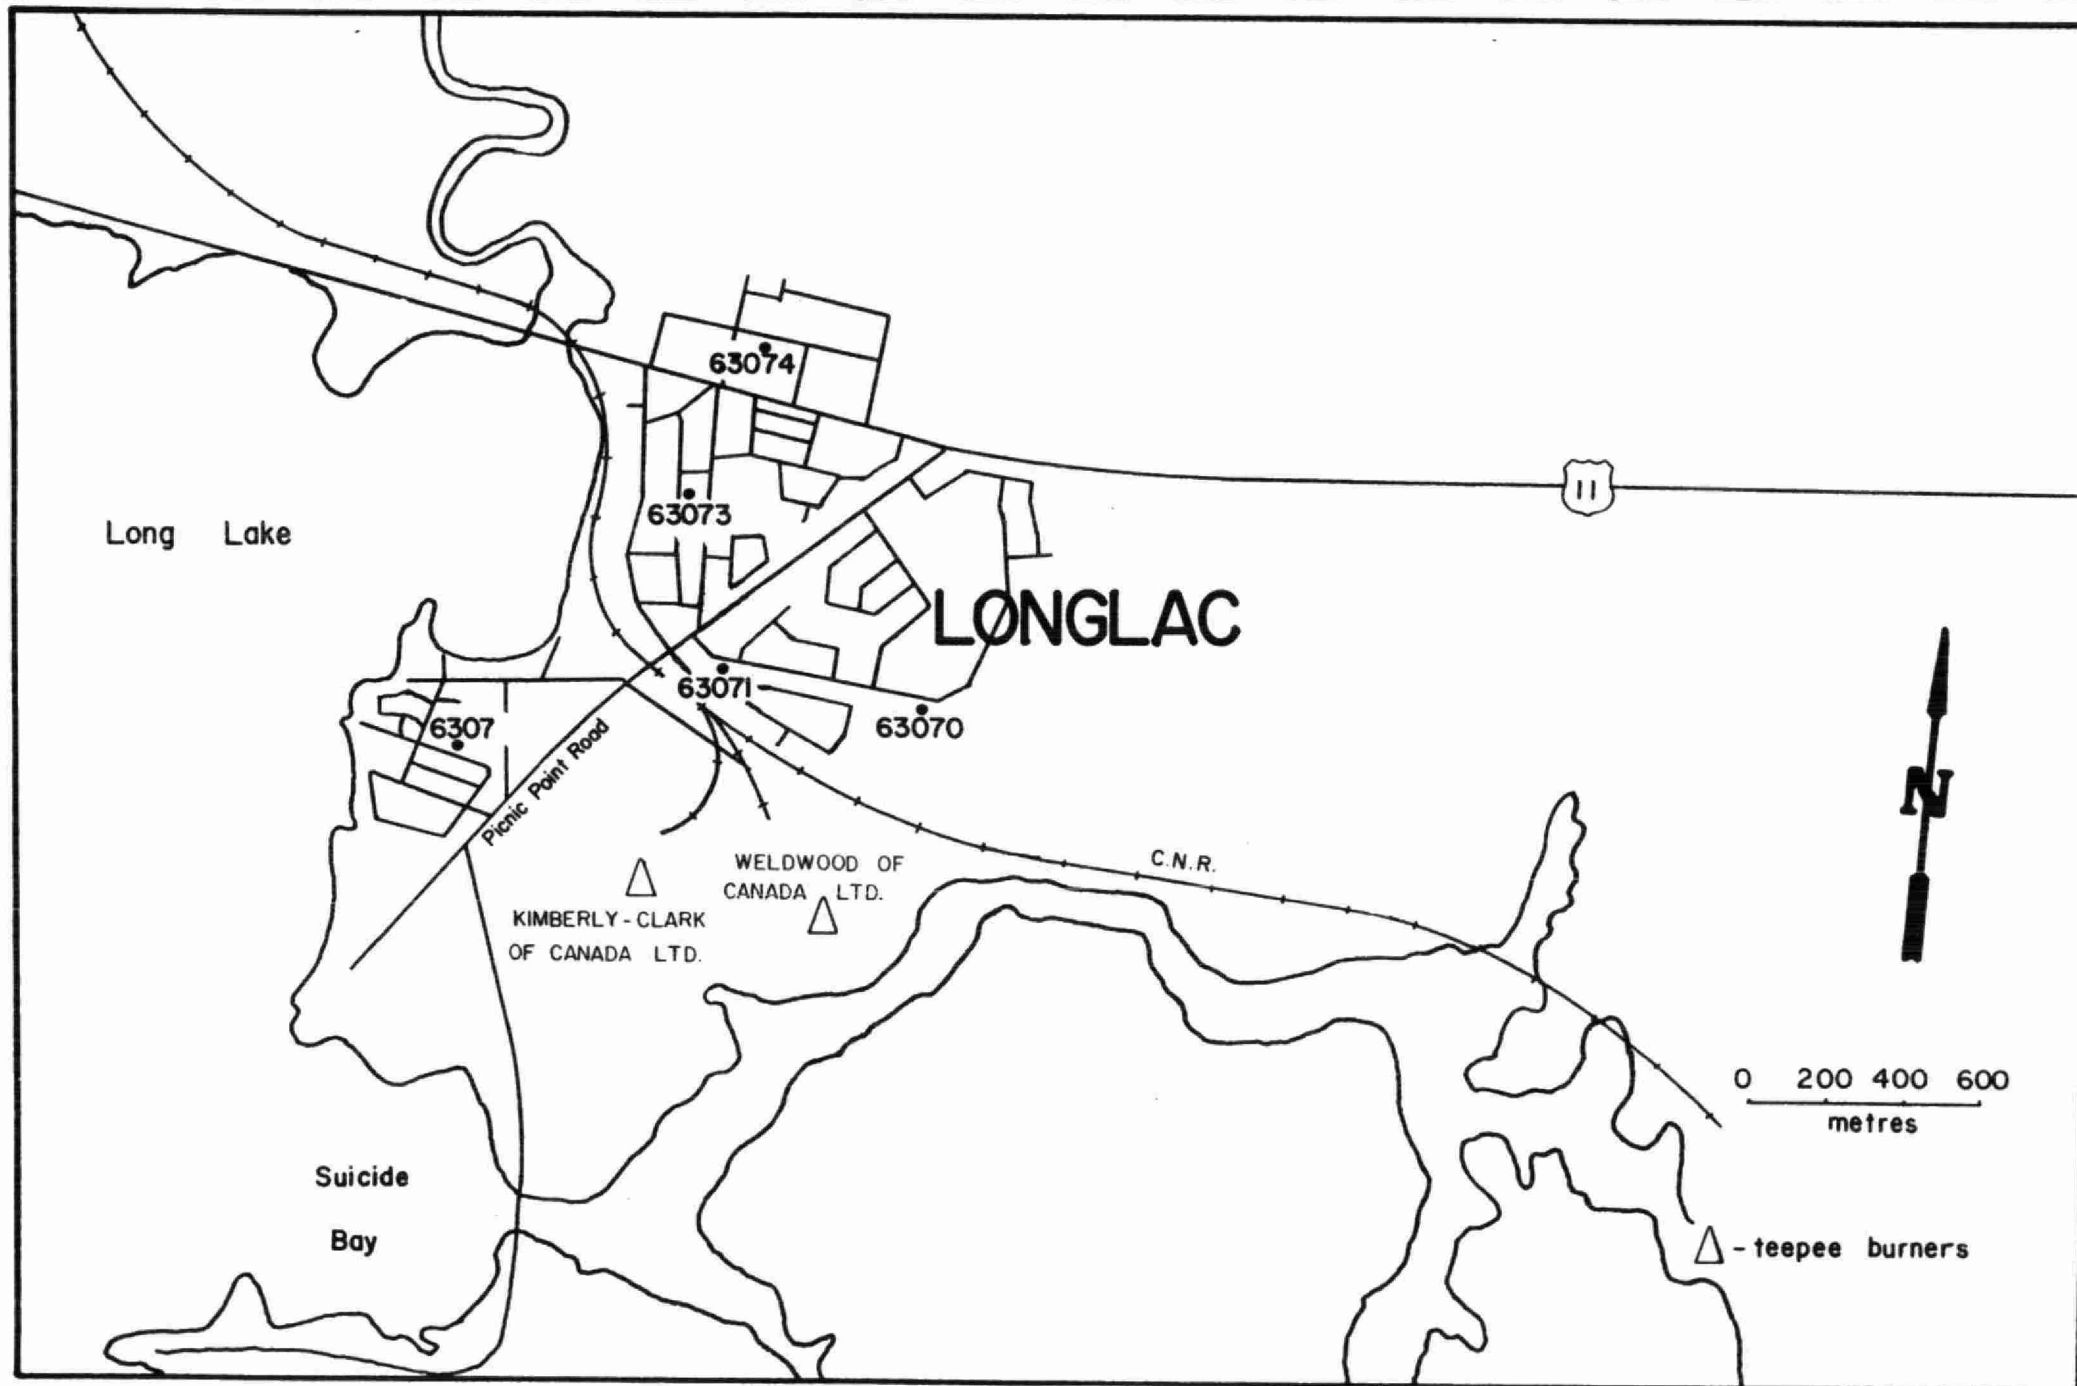 63074
11
63073
Long Lake
LONGLAC
63071
6307
63070
Picnic Point Road
N
WELDWOOD OF
CANADA LTD.
C.N.R.
KIMBERLY-CLARK
OF CANADA LTD.
0 200 400 600
metres
Suicide
Bay
- teepee burners